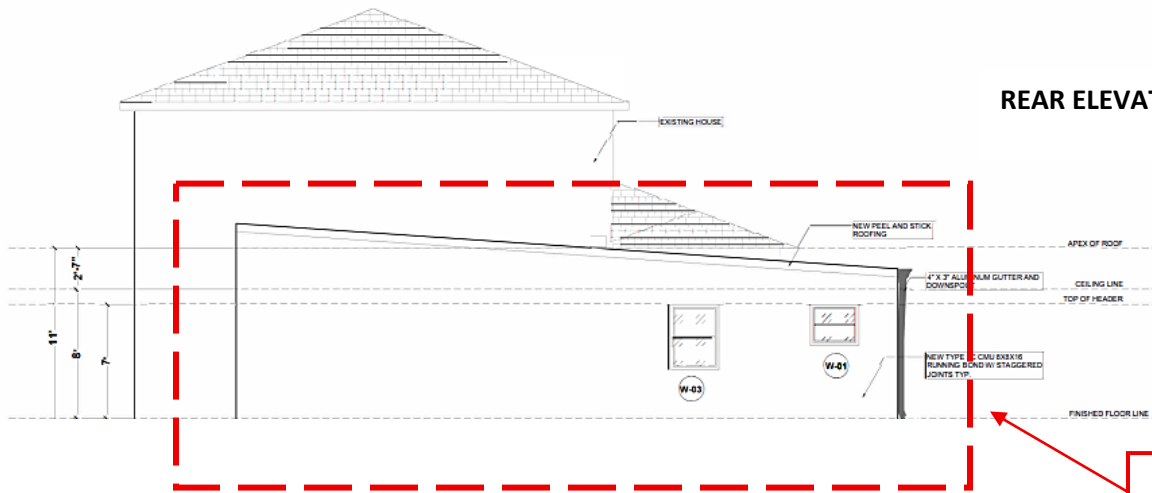 REAR ELEVAT
EXISTING HOUSE
NEW PEEL AND STICK
ROOFING
APEX OF ROOF
4" X 3" ALUMINUM GUTTER AND
DOWNSPOUT
CEILING LINE
TOP OF HEADER
2'-7"
11'
8'
7'
W-03
W-01
NEW TYPE CMU 8X8X16
RUNNING BOND W/ STAGGERED
JOINTS TYP.
FINISHED FLOOR LINE